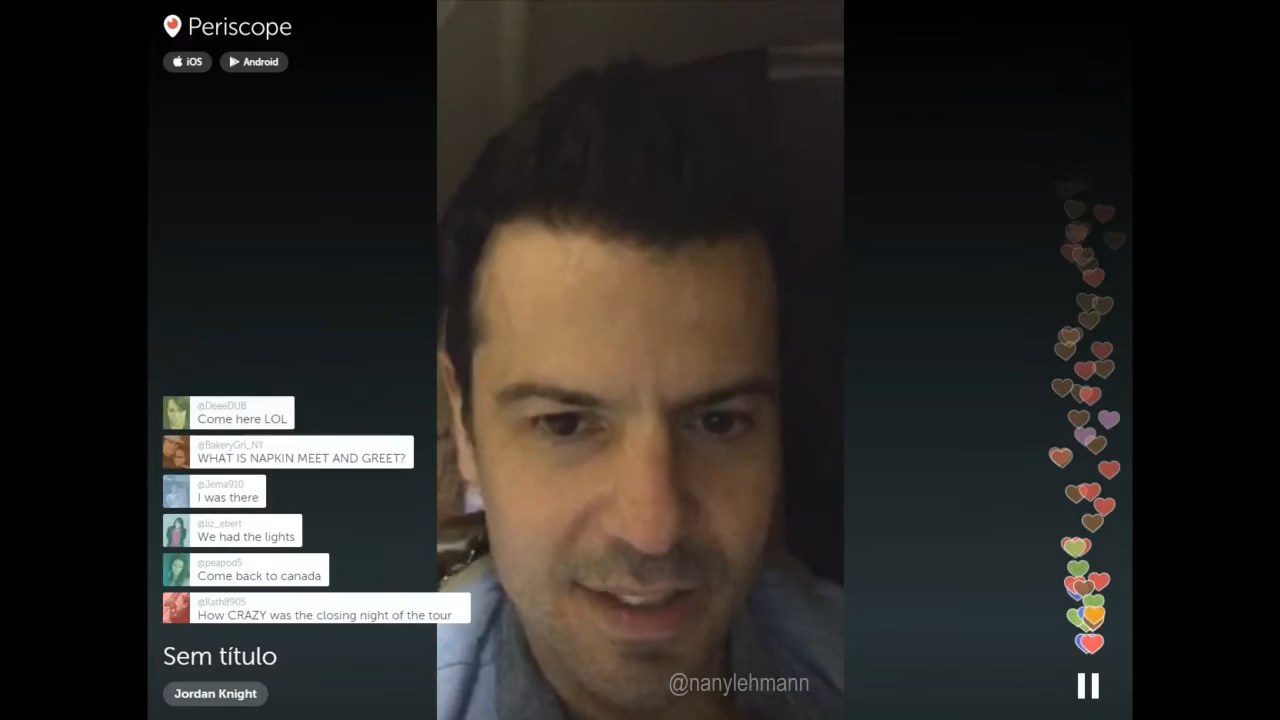 Periscope
iOS Android
@DeeeDUB
Come here LOL
@BakeryGrl_NY
WHAT IS NAPKIN MEET AND GREET?
@Jema910
I was there
@liz_ebert
We had the lights
@peapod5
Come back to canada
@Kath8905
How CRAZY was the closing night of the tour
Sem título
Jordan Knight
@nanylehmann